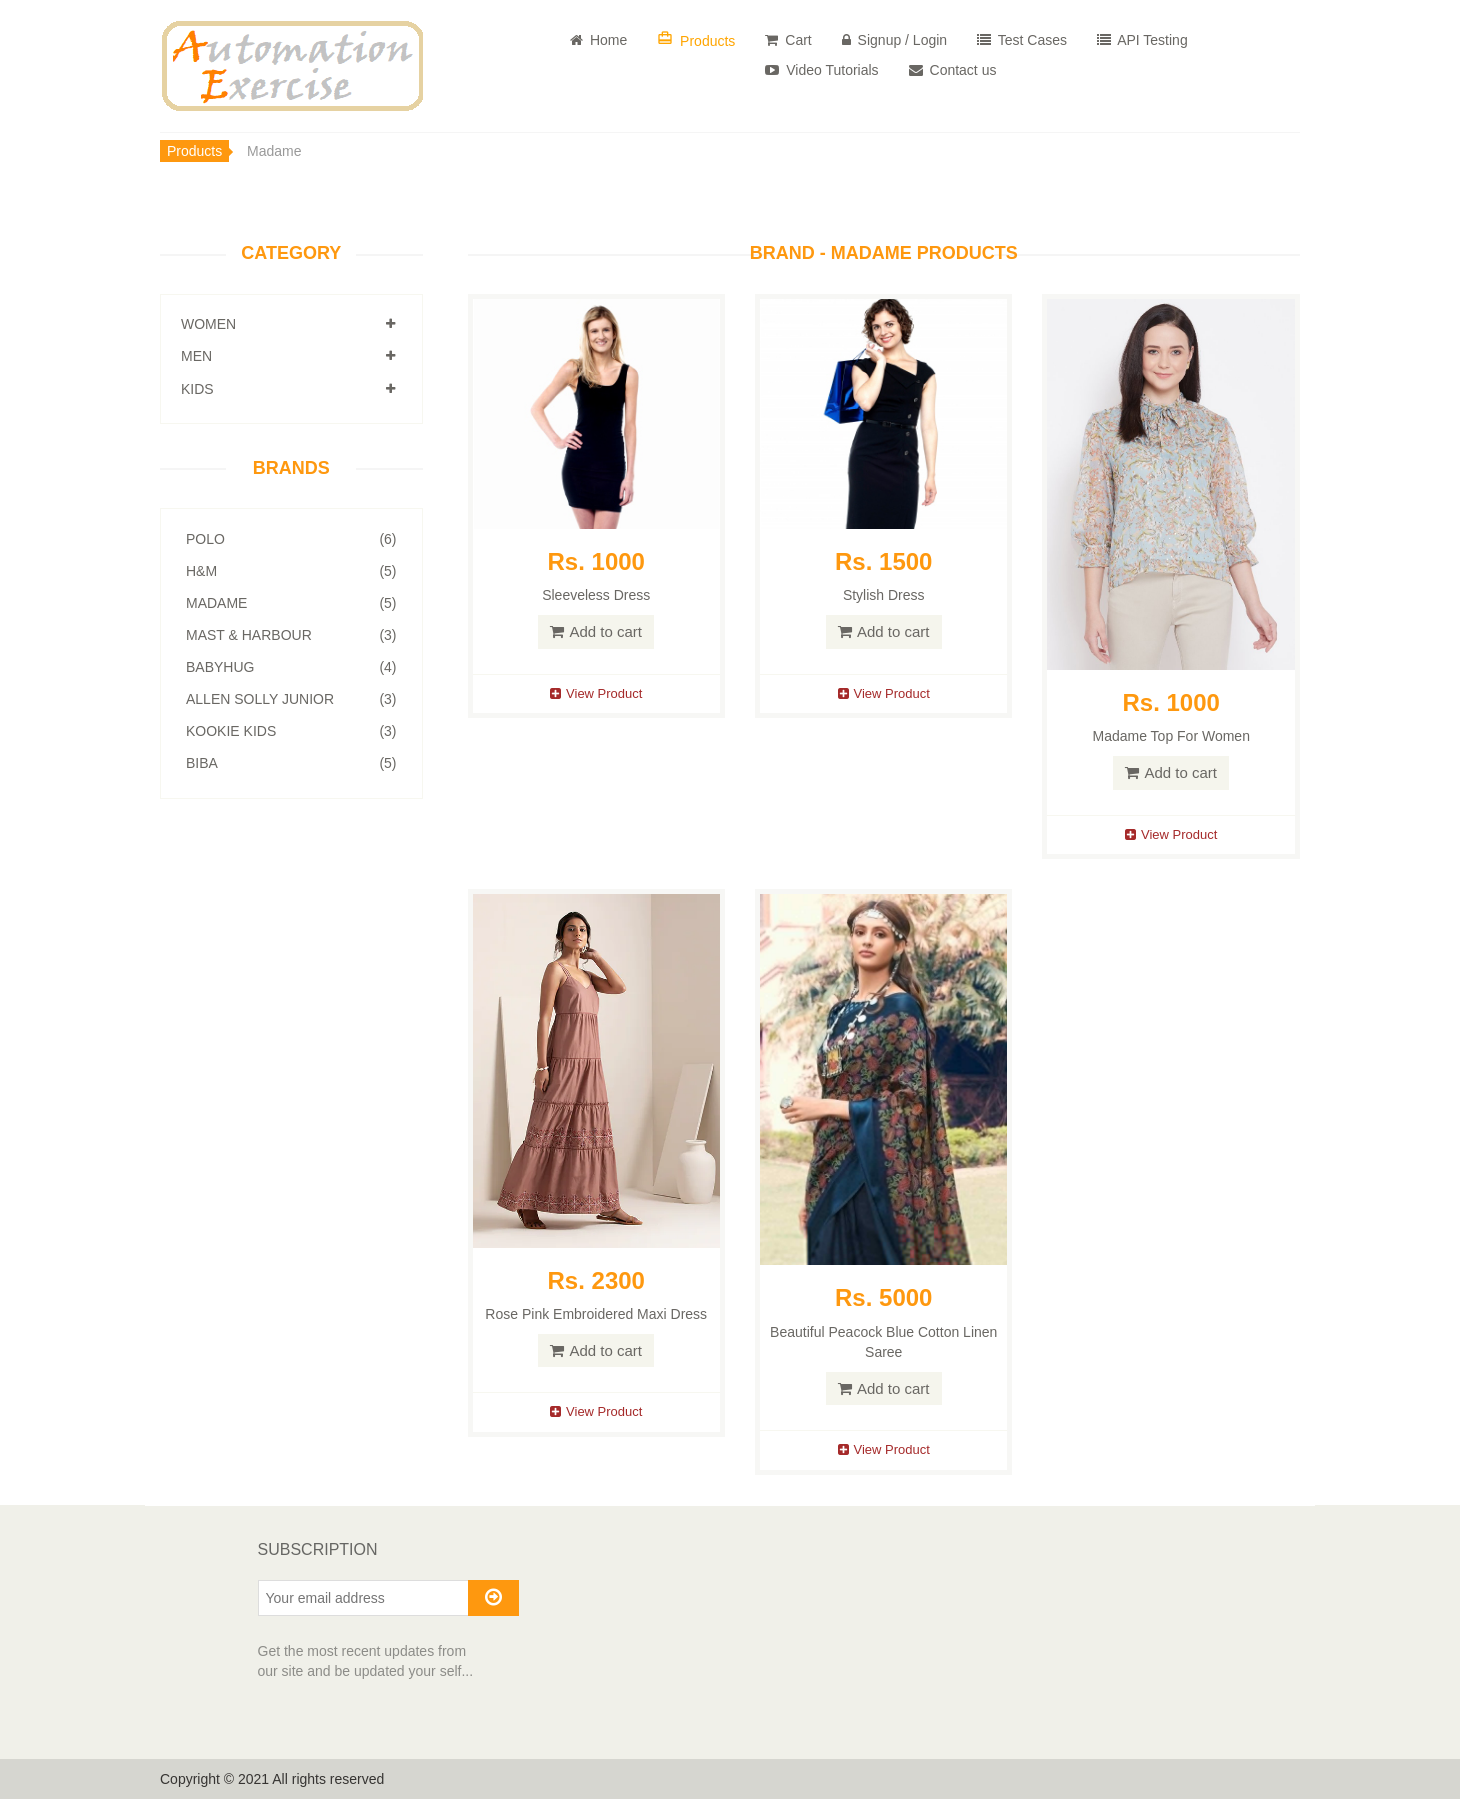 Automation
Exercise
Home
Products
Cart
Signup / Login
Test Cases
API Testing
Video Tutorials
Contact us
Products
Madame
CATEGORY
WOMEN
MEN
KIDS
BRANDS
POLO (6)
H&M (5)
MADAME (5)
MAST & HARBOUR (3)
BABYHUG (4)
ALLEN SOLLY JUNIOR (3)
KOOKIE KIDS (3)
BIBA (5)
BRAND - MADAME PRODUCTS
Rs. 1000
Sleeveless Dress
Add to cart
View Product
Rs. 1500
Stylish Dress
Add to cart
View Product
Rs. 1000
Madame Top For Women
Add to cart
View Product
Rs. 2300
Rose Pink Embroidered Maxi Dress
Add to cart
View Product
Rs. 5000
Beautiful Peacock Blue Cotton Linen
Saree
Add to cart
View Product
SUBSCRIPTION
Your email address
Get the most recent updates from
our site and be updated your self...
Copyright © 2021 All rights reserved